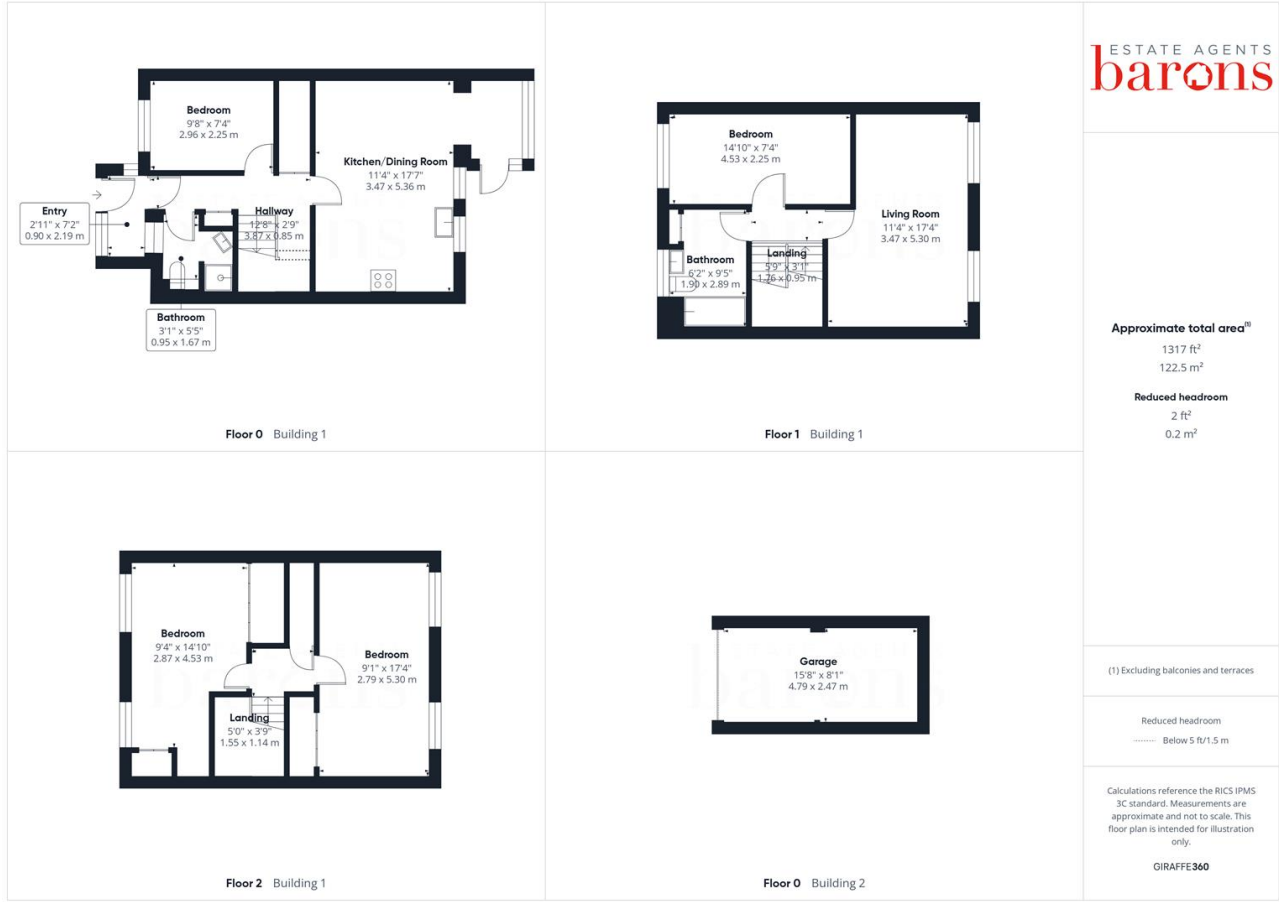 Bedroom
9'8" x 7'4"
2.96 x 2.25 m
Kitchen/Dining Room
11'4" x 17'7"
3.47 x 5.36 m
Entry
2'11" x 7'2"
0.90 x 2.19 m
Hallway
12'8" x 2'9"
3.87 x 0.85 m
Bathroom
3'1" x 5'5"
0.95 x 1.67 m
Floor 0 Building 1
Bedroom
14'10" x 7'4"
4.53 x 2.25 m
Living Room
11'4" x 17'4"
3.47 x 5.30 m
Bathroom
6'2" x 9'5"
1.90 x 2.89 m
Landing
5'9" x 3'1"
1.76 x 0.95 m
Floor 1 Building 1
Bedroom
9'4" x 14'10"
2.87 x 4.53 m
Bedroom
9'1" x 17'4"
2.79 x 5.30 m
Landing
5'0" x 3'9"
1.55 x 1.14 m
Floor 2 Building 1
Garage
15'8" x 8'1"
4.79 x 2.47 m
Floor 0 Building 2
ESTATE AGENTS
barons
Approximate total area(1)
1317 ft²
122.5 m²
Reduced headroom
2 ft²
0.2 m²
(1) Excluding balconies and terraces
Reduced headroom
Below 5 ft/1.5 m
Calculations reference the RICS IPMS
3C standard. Measurements are
approximate and not to scale. This
floor plan is intended for illustration
only.
GIRAFFE360